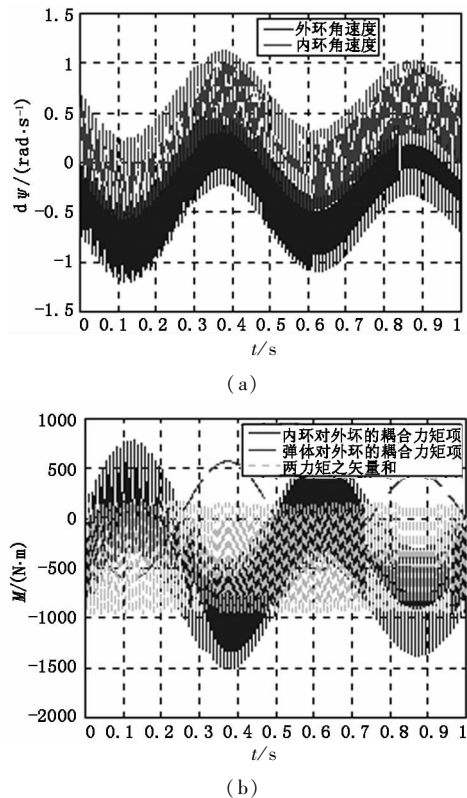 1.5
外环角速度
内环角速度
1
0.5
0
-0.5
-1
-1.5
dψ/(rad·s⁻¹)
0 0.1 0.2 0.3 0.4 0.5 0.6 0.7 0.8 0.9 1
t/s
(a)
1000
内环对外坏的耦合力矩项
弹体对外坏的耦合力矩项
两力矩之矢量和
500
0
-500
-1000
-1500
-2000
M/(N·m)
0 0.1 0.2 0.3 0.4 0.5 0.6 0.7 0.8 0.9 1
t/s
(b)